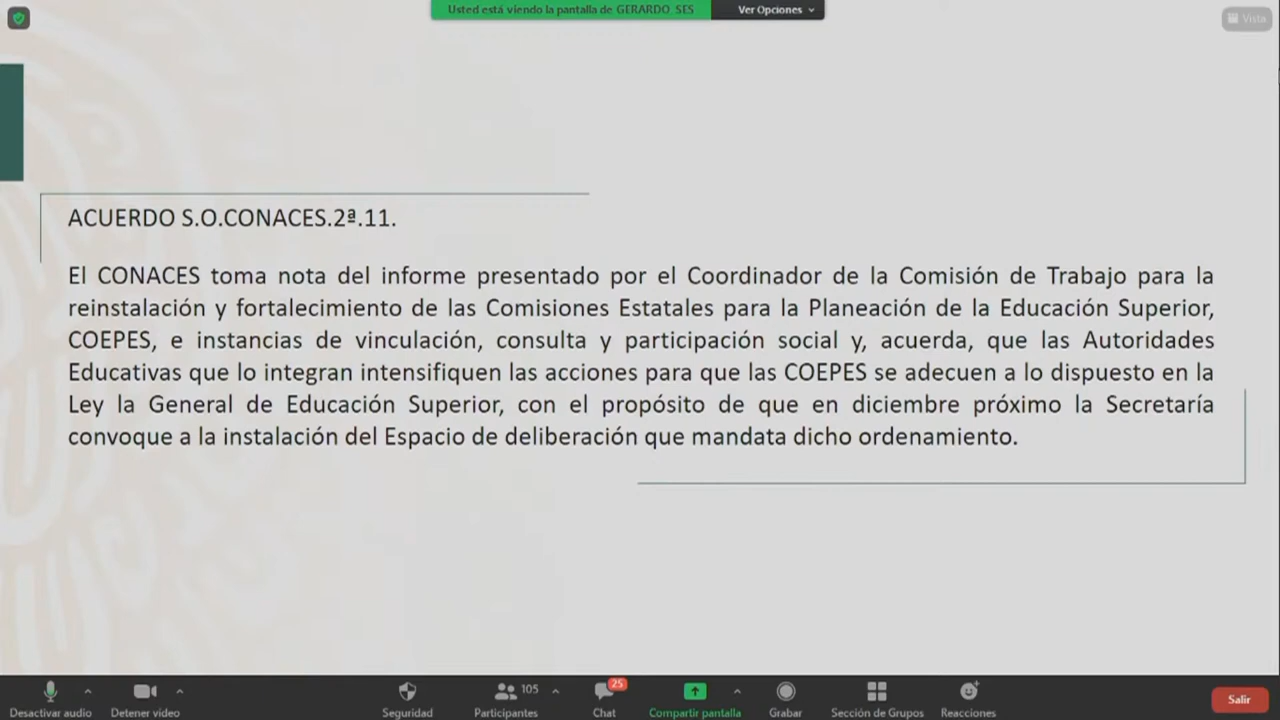 Usted está viendo la pantalla de GERARDO_SES
Ver Opciones
Vista
ACUERDO S.O.CONACES.2ª.11.
El CONACES toma nota del informe presentado por el Coordinador de la Comisión de Trabajo para la
reinstalación y fortalecimiento de las Comisiones Estatales para la Planeación de la Educación Superior,
COEPES, e instancias de vinculación, consulta y participación social y, acuerda, que las Autoridades
Educativas que lo integran intensifiquen las acciones para que las COEPES se adecuen a lo dispuesto en la
Ley la General de Educación Superior, con el propósito de que en diciembre próximo la Secretaría
convoque a la instalación del Espacio de deliberación que mandata dicho ordenamiento.
105
25
Desactivar audio
Detener video
Seguridad
Participantes
Chat
Compartir pantalla
Grabar
Sección de Grupos
Reacciones
Salir